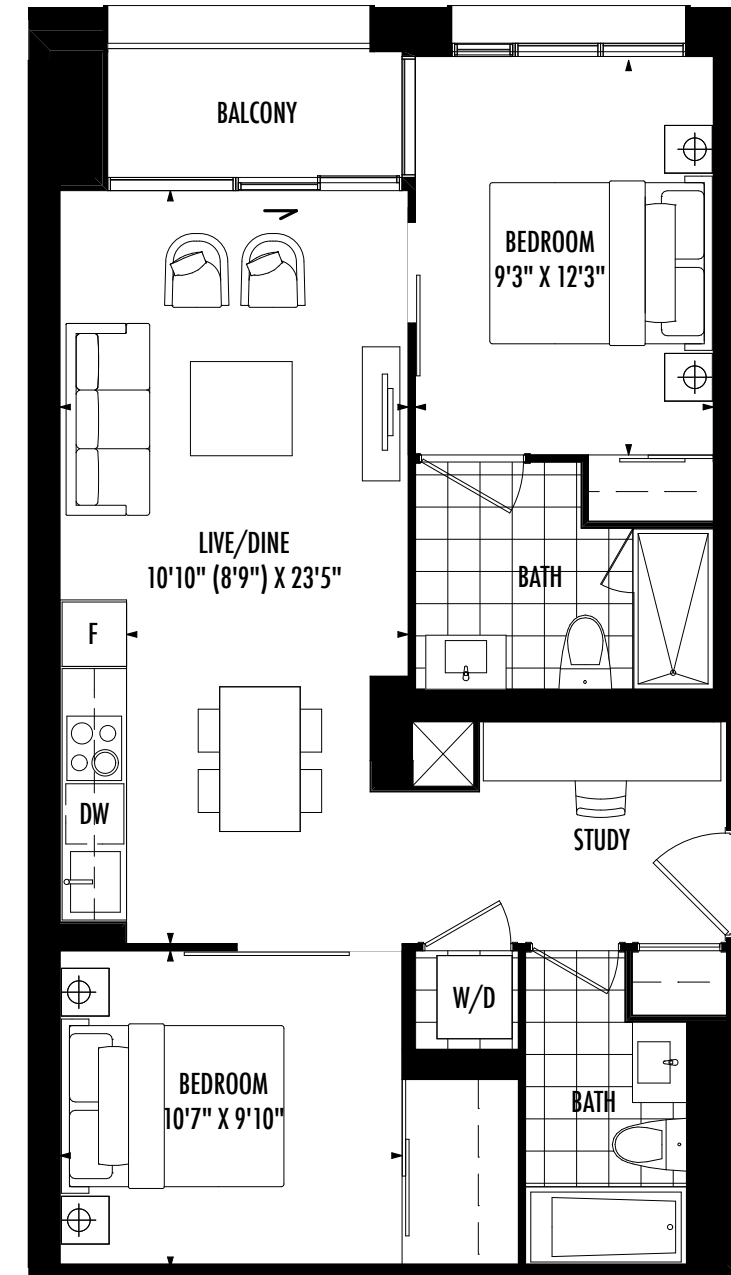 BALCONY
BEDROOM
9'3" X 12'3"
LIVE/DINE
10'10" (8'9") X 23'5"
BATH
F
DW
STUDY
W/D
BEDROOM
10'7" X 9'10"
BATH